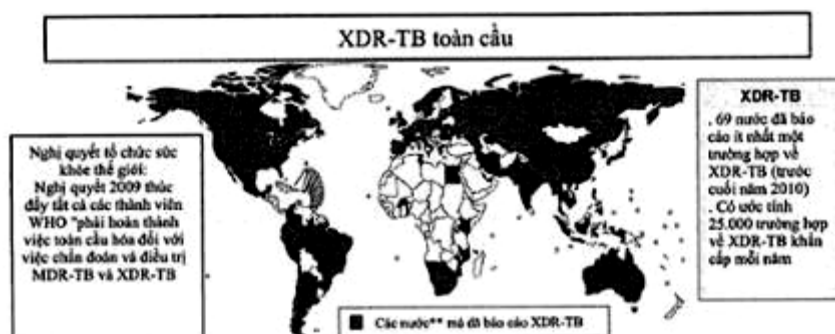 XDR-TB toàn cầu
Nghị quyết tổ chức sức
khỏe thế giới:
Nghị quyết 2009 thúc
đẩy tất cả các thành viên
WHO "phải hoàn thành
việc toàn cầu hóa đối với
việc chẩn đoán và điều trị
MDR-TB và XDR-TB
XDR-TB
. 69 nước đã báo
cáo ít nhất một
trường hợp về
XDR-TB (trước
cuối năm 2010)
. Có ước tính
25.000 trường hợp
về XDR-TB khẩn
cấp mỗi năm
Các nước** mà đã báo cáo XDR-TB